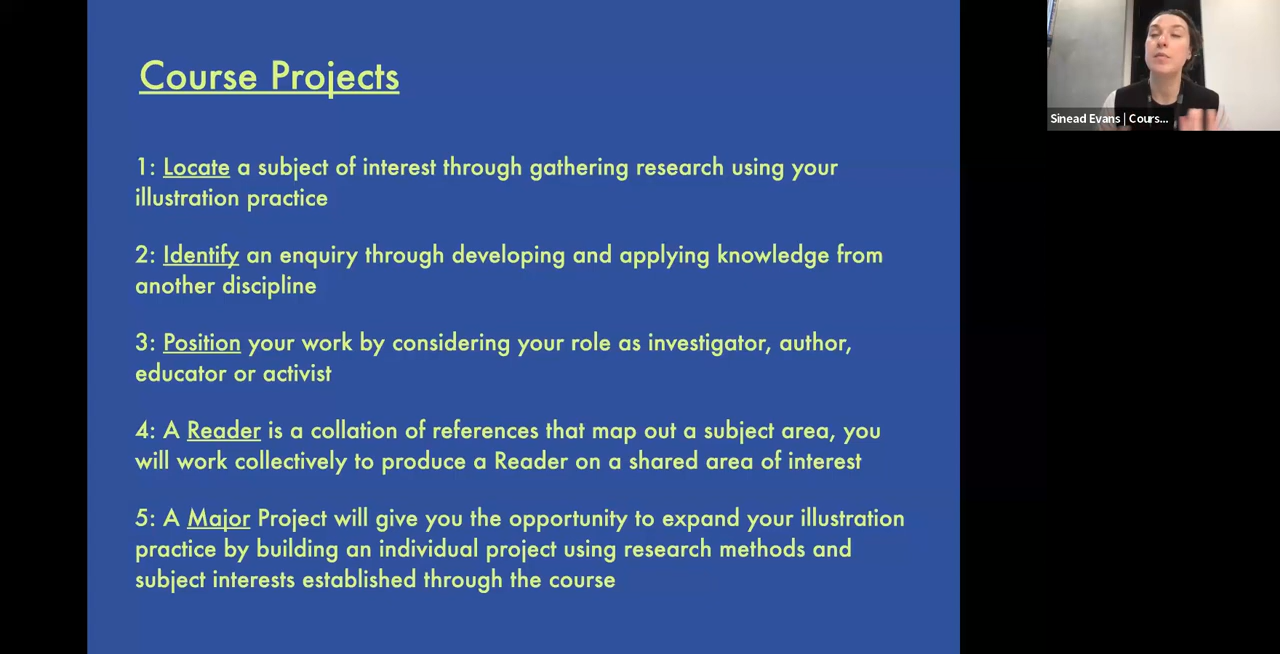 Course Projects
1: Locate a subject of interest through gathering research using your
illustration practice
2: Identify an enquiry through developing and applying knowledge from
another discipline
3: Position your work by considering your role as investigator, author,
educator or activist
4: A Reader is a collation of references that map out a subject area, you
will work collectively to produce a Reader on a shared area of interest
5: A Major Project will give you the opportunity to expand your illustration
practice by building an individual project using research methods and
subject interests established through the course
Sinead Evans | Cours...